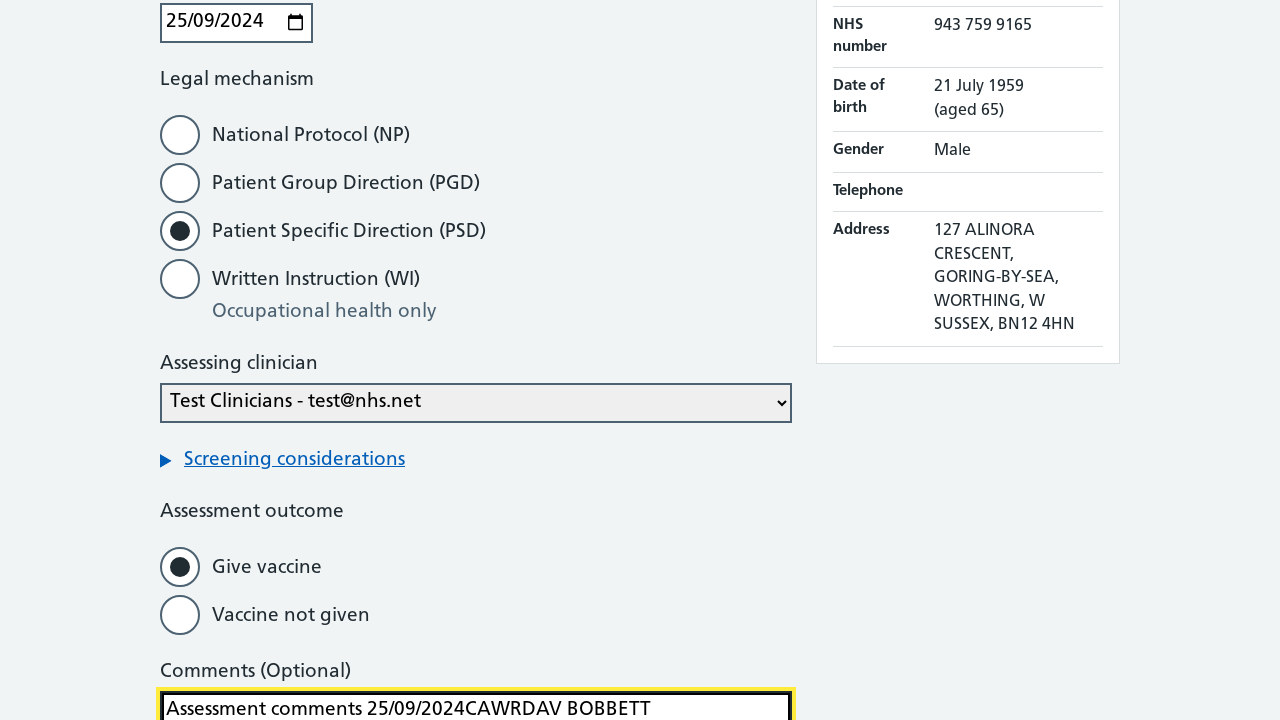 25/09/2024
Legal mechanism
National Protocol (NP)
Patient Group Direction (PGD)
Patient Specific Direction (PSD)
Written Instruction (WI)
Occupational health only
Assessing clinician
Test Clinicians - test@nhs.net
Screening considerations
Assessment outcome
Give vaccine
Vaccine not given
Comments (Optional)
Assessment comments 25/09/2024CAWRDAV BOBBETT
NHS number
943 759 9165
Date of birth
21 July 1959
(aged 65)
Gender
Male
Telephone
Address
127 ALINORA
CRESCENT,
GORING-BY-SEA,
WORTHING, W
SUSSEX, BN12 4HN